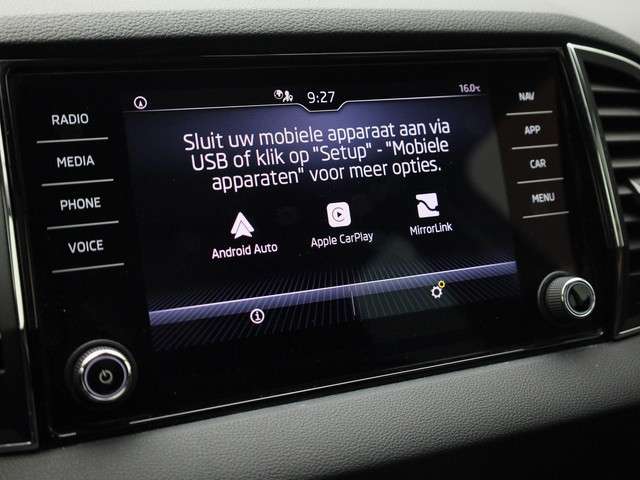 RADIO
MEDIA
PHONE
VOICE
9:27
16.0°C
Sluit uw mobiele apparaat aan via
USB of klik op "Setup" - "Mobiele
apparaten" voor meer opties.
Android Auto
Apple CarPlay
MirrorLink
NAV
APP
CAR
MENU